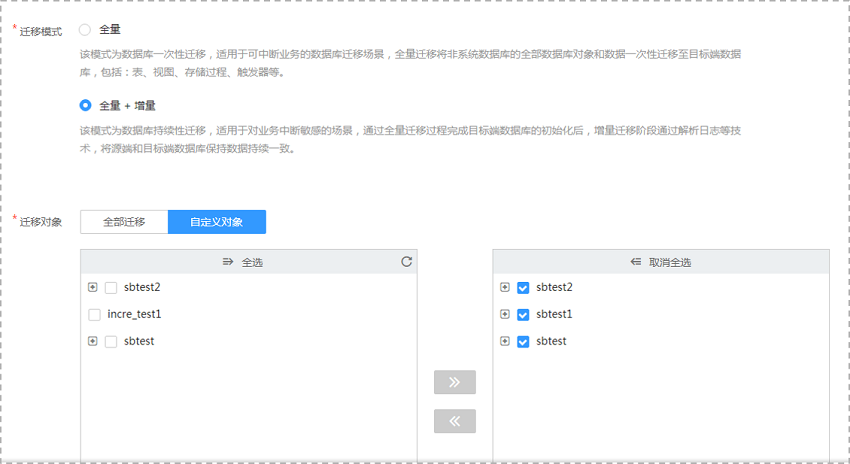 * 迁移模式 全量
该模式为数据库一次性迁移，适用于可中断业务的数据库迁移场景，全量迁移将非系统数据库的全部数据库对象和数据一次性迁移至目标端数据
库，包括：表、视图、存储过程、触发器等。
全量 + 增量
该模式为数据库持续性迁移，适用于对业务中断敏感的场景，通过全量迁移过程完成目标端数据库的初始化后，增量迁移阶段通过解析日志等技
术，将源端和目标端数据库保持数据持续一致。
* 迁移对象 全部迁移 自定义对象
全选
sbtest2
incre_test1
sbtest
取消全选
sbtest2
sbtest1
sbtest